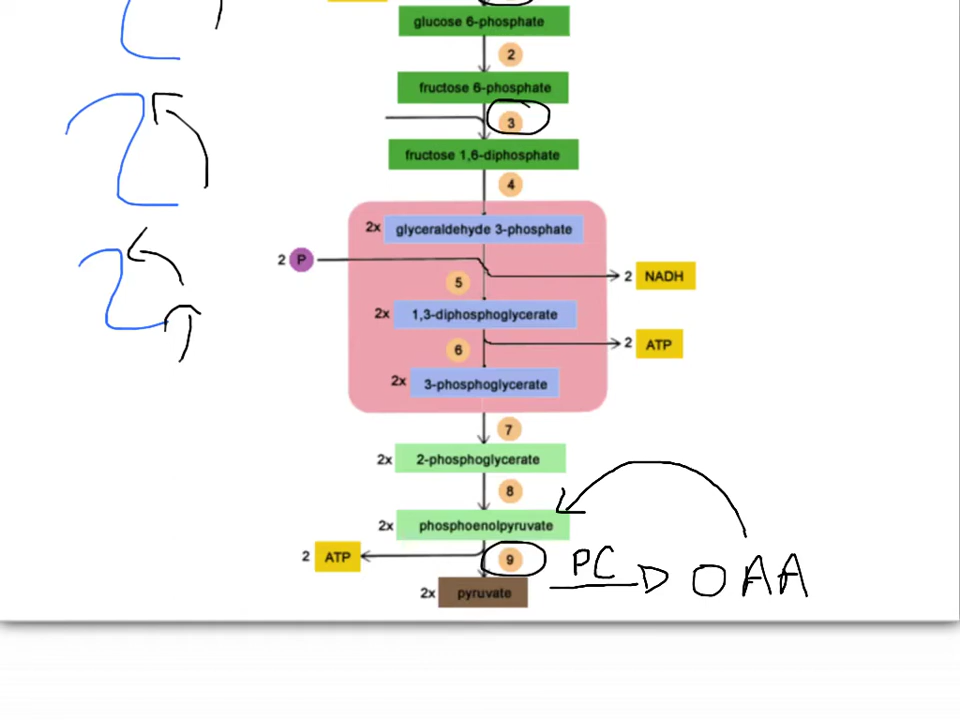 glucose 6-phosphate
2
fructose 6-phosphate
3
fructose 1,6-diphosphate
4
2x glyceraldehyde 3-phosphate
2 P
2 NADH
5
2x 1,3-diphosphoglycerate
6
2 ATP
2x 3-phosphoglycerate
7
2x 2-phosphoglycerate
8
2x phosphoenolpyruvate
2 ATP
9
PC
OAA
2x pyruvate